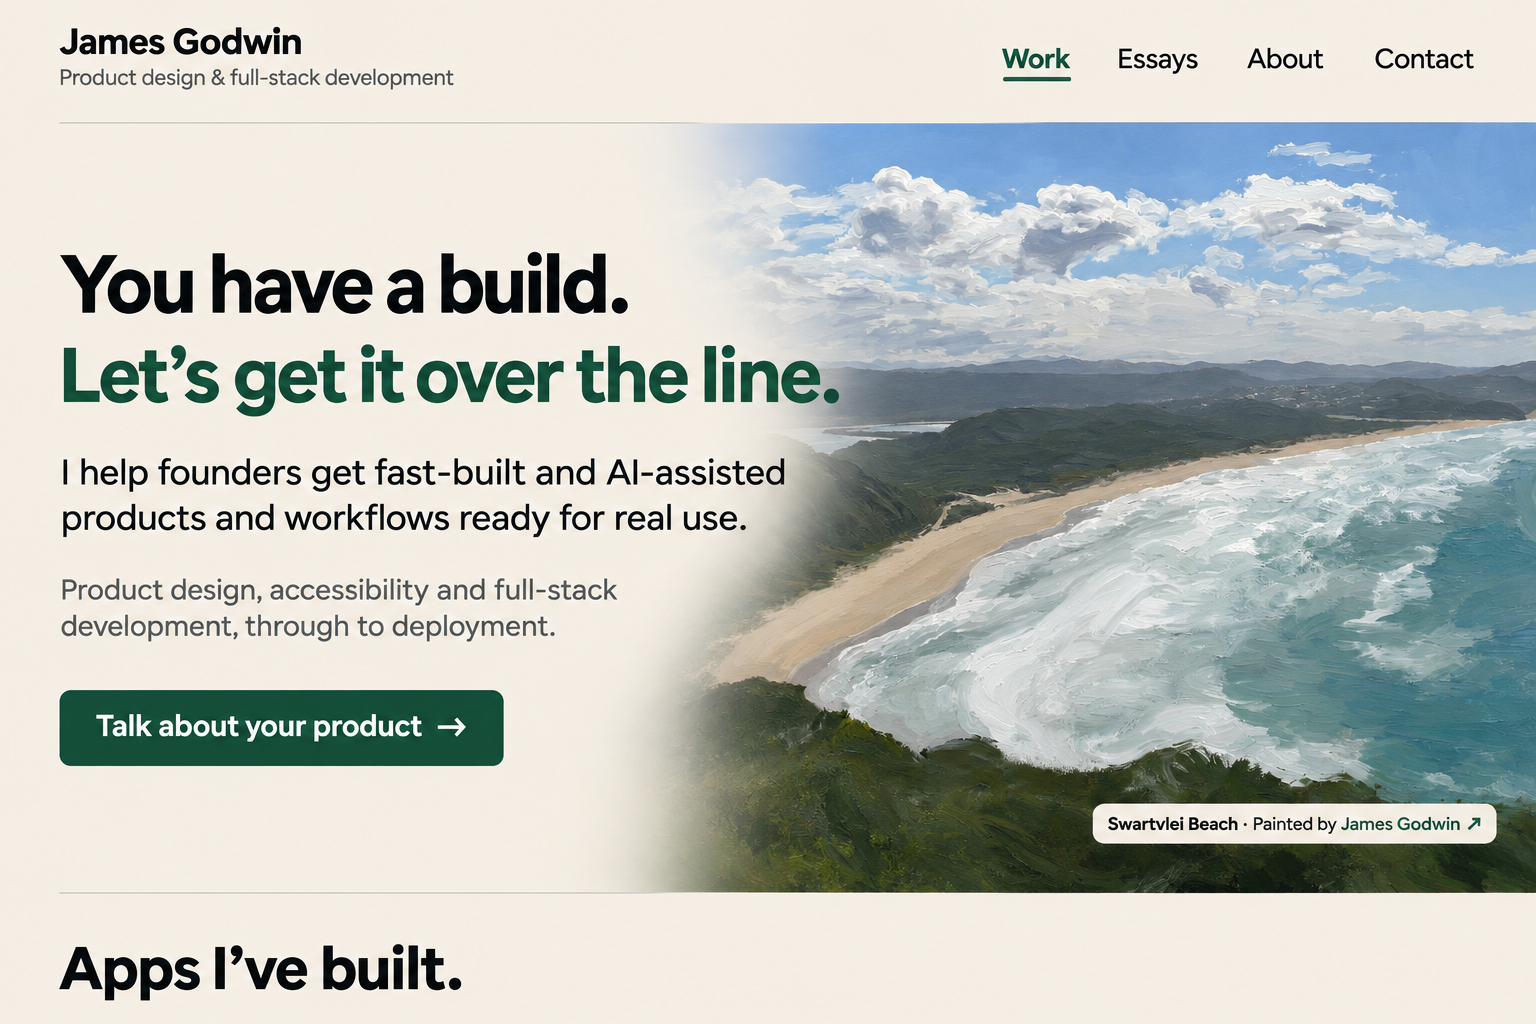 James Godwin
Product design & full-stack development
Work Essays About Contact
You have a build.
Let’s get it over the line.
I help founders get fast-built and AI-assisted
products and workflows ready for real use.
Product design, accessibility and full-stack
development, through to deployment.
Talk about your product →
Swartvlei Beach · Painted by James Godwin ↗
Apps I’ve built.